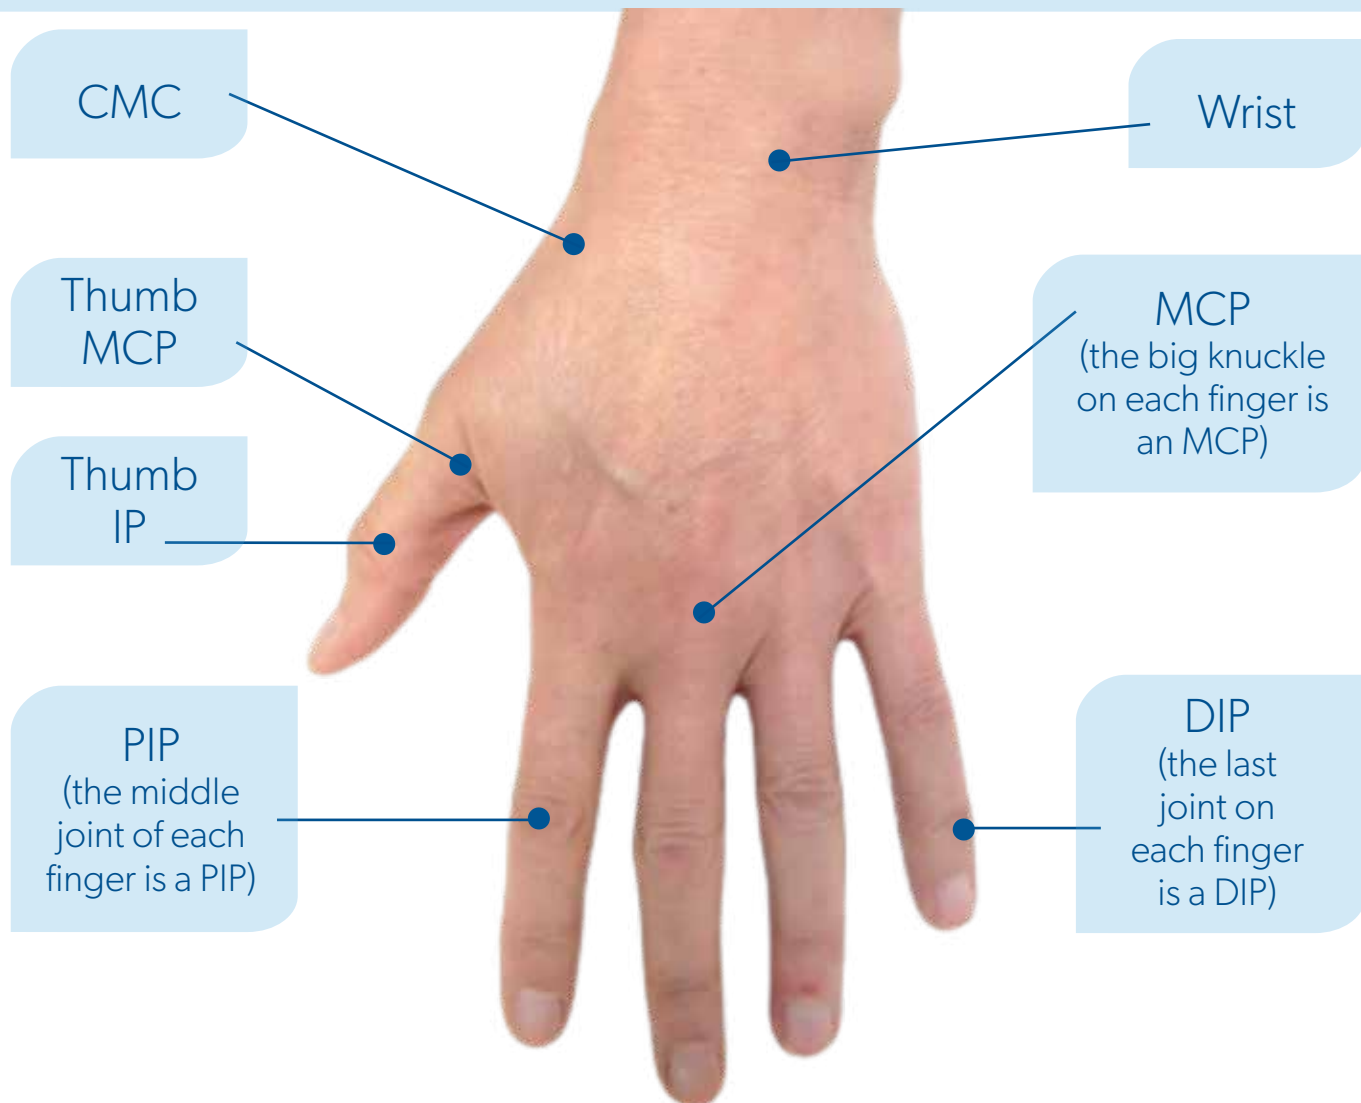 CMC
Wrist
Thumb
MCP
MCP
(the big knuckle
on each finger is
an MCP)
Thumb
IP
PIP
(the middle
joint of each
finger is a PIP)
DIP
(the last
joint on
each finger
is a DIP)